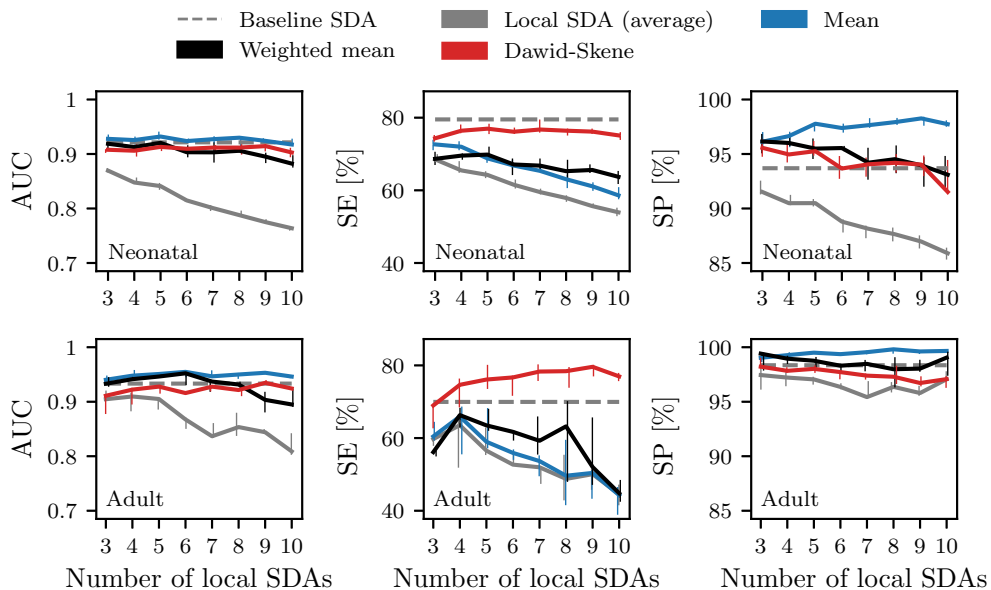 Baseline SDA Local SDA (average) Mean
Weighted mean Dawid-Skene
1
0.9
0.8
0.7
AUC
Neonatal
3 4 5 6 7 8 9 10
80
60
40
SE [%]
Neonatal
3 4 5 6 7 8 9 10
100
95
90
85
SP [%]
Neonatal
3 4 5 6 7 8 9 10
1
0.9
0.8
0.7
AUC
Adult
3 4 5 6 7 8 9 10
Number of local SDAs
80
60
40
SE [%]
Adult
3 4 5 6 7 8 9 10
Number of local SDAs
100
95
90
85
SP [%]
Adult
3 4 5 6 7 8 9 10
Number of local SDAs